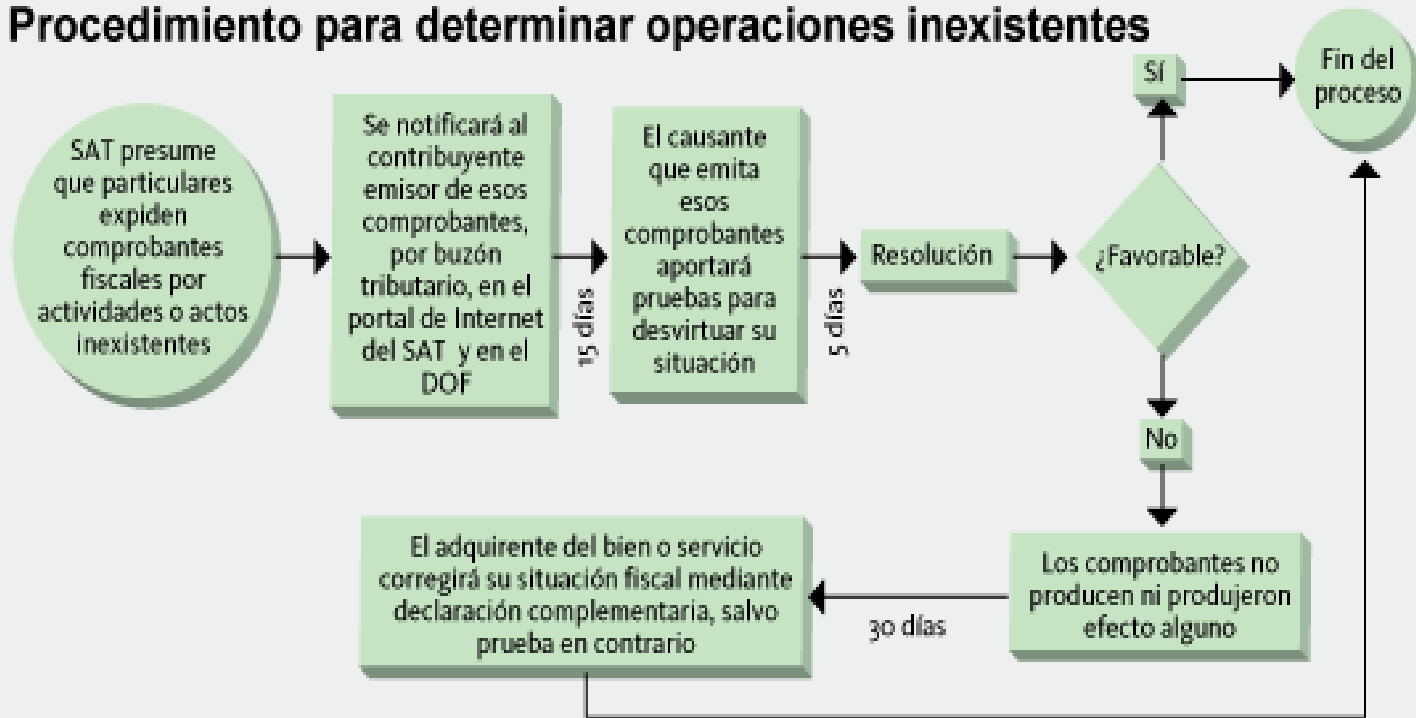 Procedimiento para determinar operaciones inexistentes
SAT presume
que particulares
expiden
comprobantes
fiscales por
actividades o actos
inexistentes
Se notificará al
contribuyente
emisor de esos
comprobantes,
por buzón
tributario, en el
portal de Internet
del SAT y en el
DOF
15 días
El causante
que emita
esos
comprobantes
aportará
pruebas para
desvirtuar su
situación
5 días
Resolución
¿Favorable?
Sí
Fin del
proceso
No
Los comprobantes no
producen ni produjeron
efecto alguno
30 días
El adquirente del bien o servicio
corregirá su situación fiscal mediante
declaración complementaria, salvo
prueba en contrario